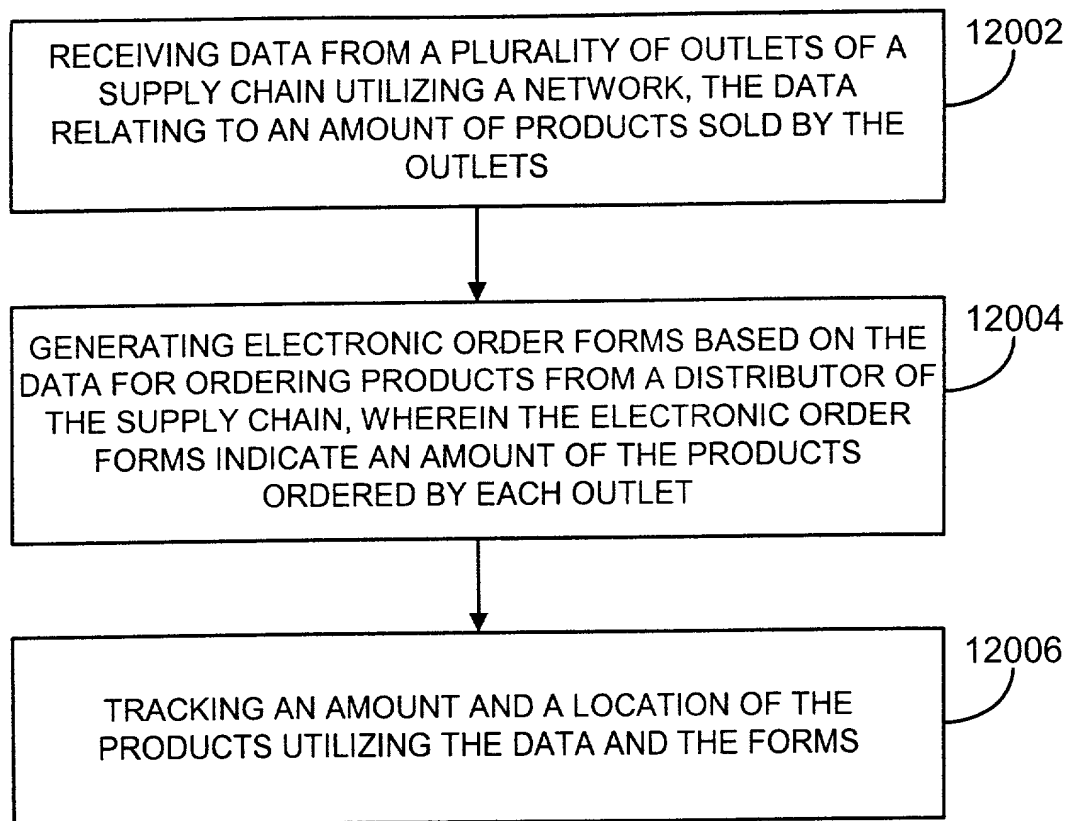 RECEIVING DATA FROM A PLURALITY OF OUTLETS OF A
SUPPLY CHAIN UTILIZING A NETWORK, THE DATA
RELATING TO AN AMOUNT OF PRODUCTS SOLD BY THE
OUTLETS
12002
GENERATING ELECTRONIC ORDER FORMS BASED ON THE
DATA FOR ORDERING PRODUCTS FROM A DISTRIBUTOR OF
THE SUPPLY CHAIN, WHEREIN THE ELECTRONIC ORDER
FORMS INDICATE AN AMOUNT OF THE PRODUCTS
ORDERED BY EACH OUTLET
12004
TRACKING AN AMOUNT AND A LOCATION OF THE
PRODUCTS UTILIZING THE DATA AND THE FORMS
12006